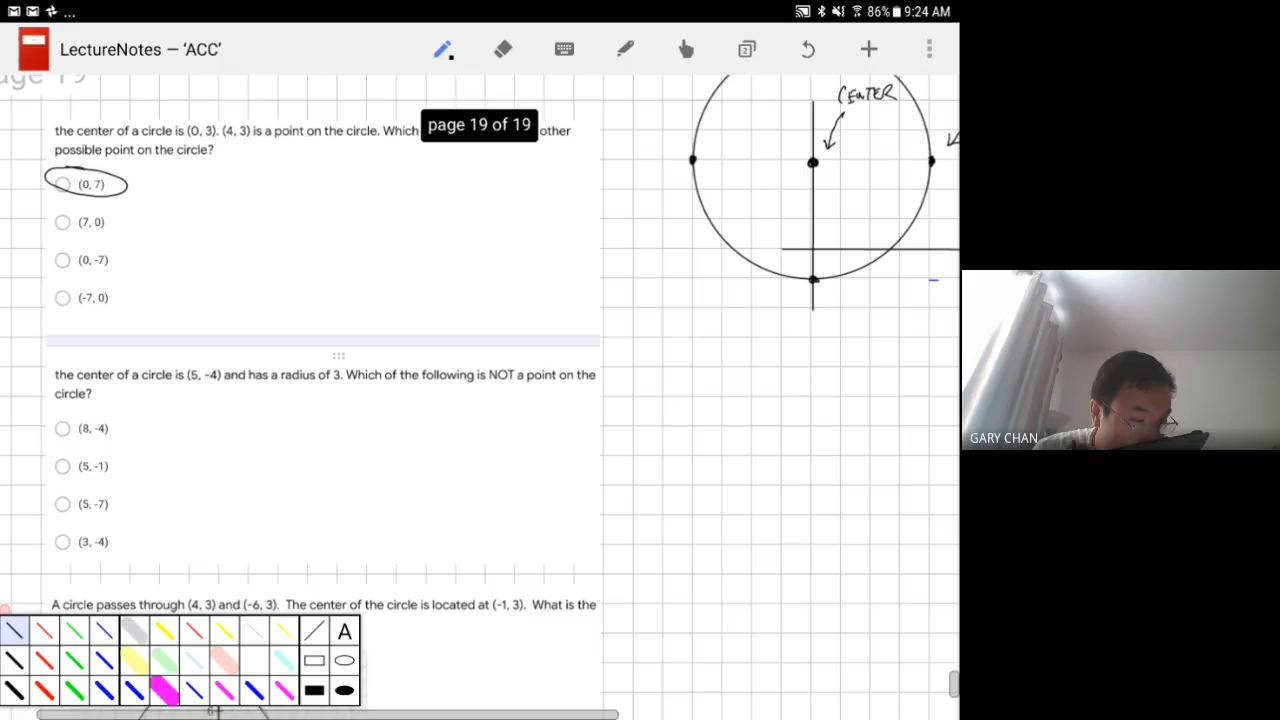 ... 86% 9:24 AM
LectureNotes — 'ACC'
2
age 19
CENTER
page 19 of 19
the center of a circle is (0, 3). (4, 3) is a point on the circle. Which other
possible point on the circle?
(0, 7)
(7, 0)
(0, -7)
(-7, 0)
the center of a circle is (5, -4) and has a radius of 3. Which of the following is NOT a point on the
circle?
(8, -4)
(5, -1)
(5, -7)
(3, -4)
GARY CHAN
A circle passes through (4, 3) and (-6, 3). The center of the circle is located at (-1, 3). What is the
A
6